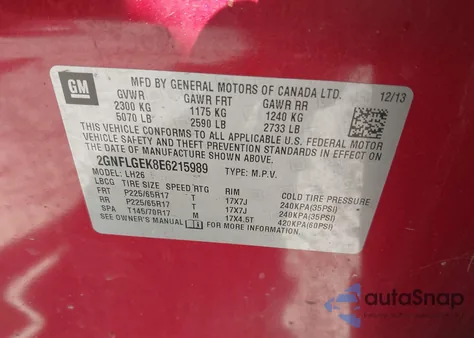 GM
MFD BY GENERAL MOTORS OF CANADA LTD. 12/13
GVWR GAWR FRT GAWR RR
2300 KG 1175 KG 1240 KG
5070 LB 2590 LB 2733 LB
THIS VEHICLE CONFORMS TO ALL APPLICABLE U.S. FEDERAL MOTOR
VEHICLE SAFETY AND THEFT PREVENTION STANDARDS IN EFFECT
ON THE DATE OF MANUFACTURE SHOWN ABOVE.
2GNFLGEK8E6215989 TYPE: M.P.V.
MODEL: LH26
LBCG TIRE SIZE SPEED RTG RIM COLD TIRE PRESSURE
FRT P225/65R17 T 17X7J 240KPA(35PSI)
RR P225/65R17 T 17X7J 240KPA(35PSI)
SPA T145/70R17 M 17X4.5T 420KPA(60PSI)
SEE OWNER'S MANUAL FOR MORE INFORMATION.
autoSnap